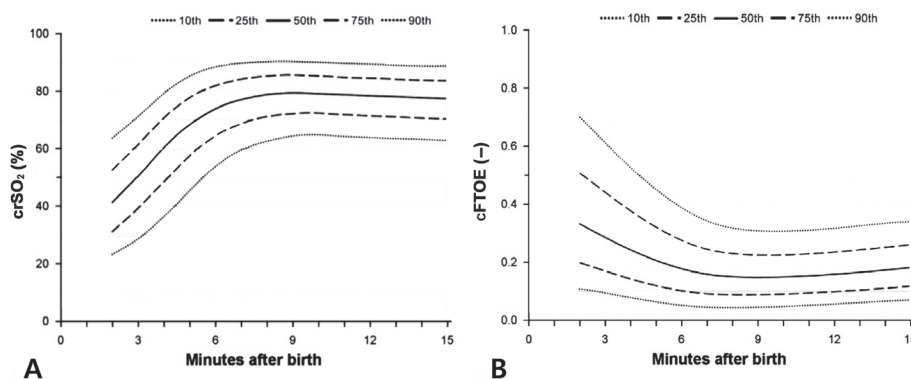 10th 25th 50th 75th 90th
100
80
60
40
20
0
crSO₂ (%)
0 3 6 9 12 15
Minutes after birth
A
10th 25th 50th 75th 90th
1.0
0.8
0.6
0.4
0.2
0.0
cFTOE (–)
0 3 6 9 12 15
Minutes after birth
B